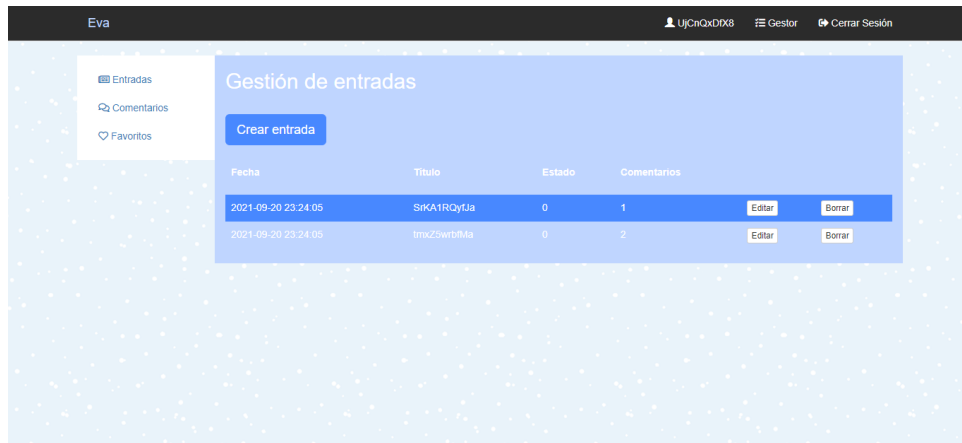 Eva UjCnQxDfX8 Gestor Cerrar Sesión
Entradas
Comentarios
Favoritos
Gestión de entradas
Crear entrada
Fecha Título Estado Comentarios
2021-09-20 23:24:05 SrKA1RQyfJa 0 1 Editar Borrar
2021-09-20 23:24:05 0 2 Editar Borrar